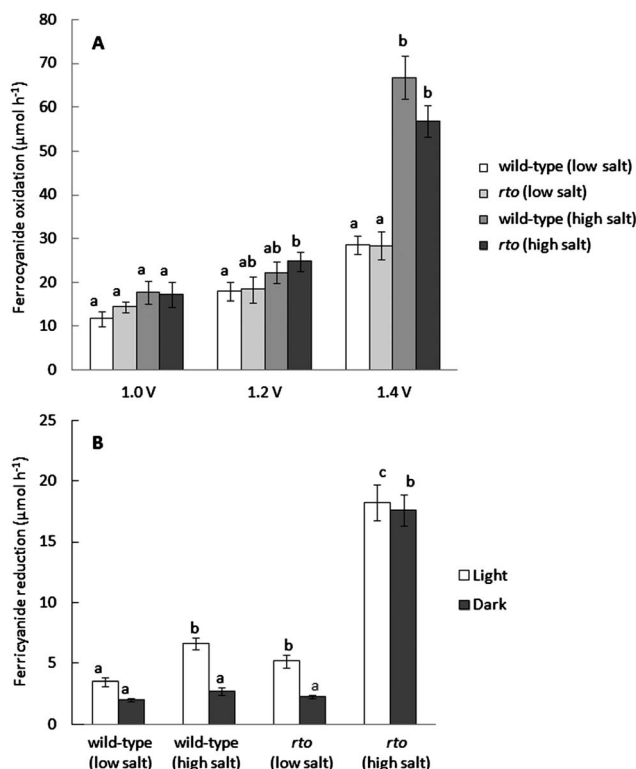 A
Ferrocyanide oxidation (µmol h-1)
80
70
60
50
40
30
20
10
0
a
a
a
a
a
ab
ab
b
a
a
b
b
1.0 V
1.2 V
1.4 V
wild-type (low salt)
rto (low salt)
wild-type (high salt)
rto (high salt)
B
Ferricyanide reduction (µmol h-1)
25
20
15
10
5
0
a
a
b
a
b
a
c
b
Light
Dark
wild-type
(low salt)
wild-type
(high salt)
rto
(low salt)
rto
(high salt)